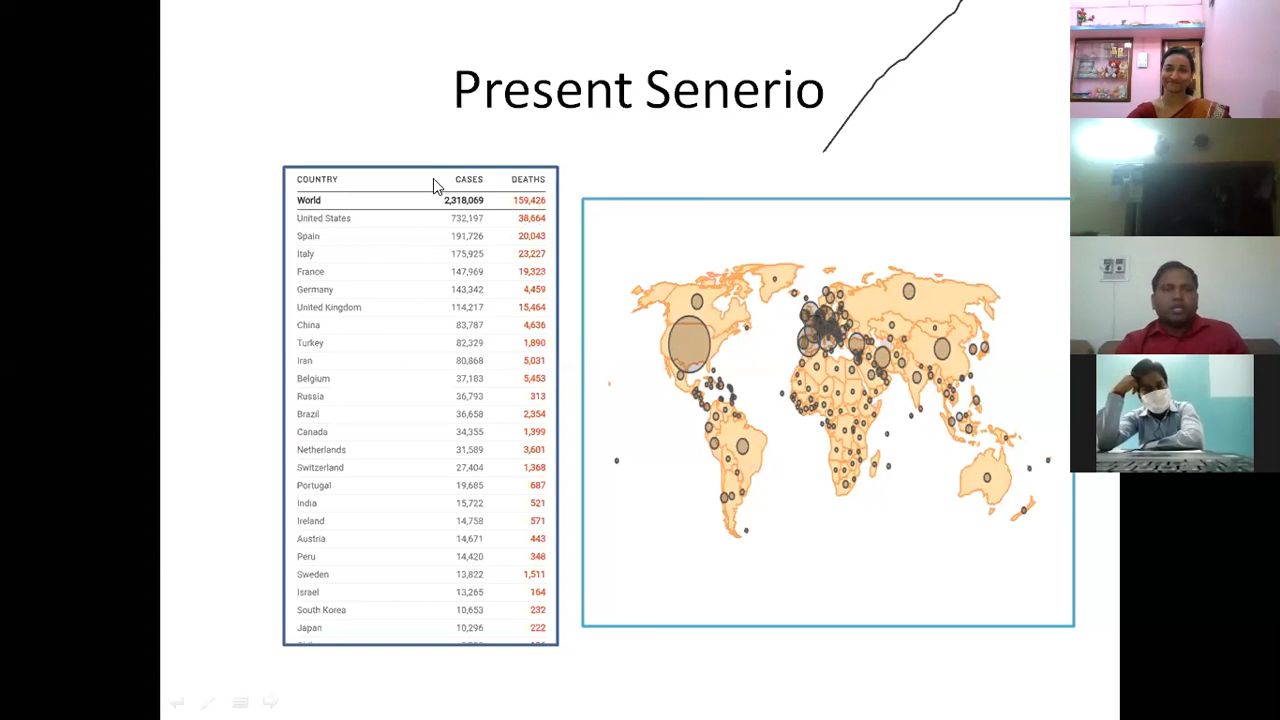 Present Senerio
COUNTRY CASES DEATHS
World 2,318,069 159,426
United States 732,197 38,664
Spain 191,726 20,043
Italy 175,925 23,227
France 147,969 19,323
Germany 143,342 4,459
United Kingdom 114,217 15,464
China 83,787 4,636
Turkey 82,329 1,890
Iran 80,868 5,031
Belgium 37,183 5,453
Russia 36,793 313
Brazil 36,658 2,354
Canada 34,355 1,399
Netherlands 31,589 3,601
Switzerland 27,404 1,368
Portugal 19,685 687
India 15,722 521
Ireland 14,758 571
Austria 14,671 443
Peru 14,420 348
Sweden 13,822 1,511
Israel 13,265 164
South Korea 10,653 232
Japan 10,296 222